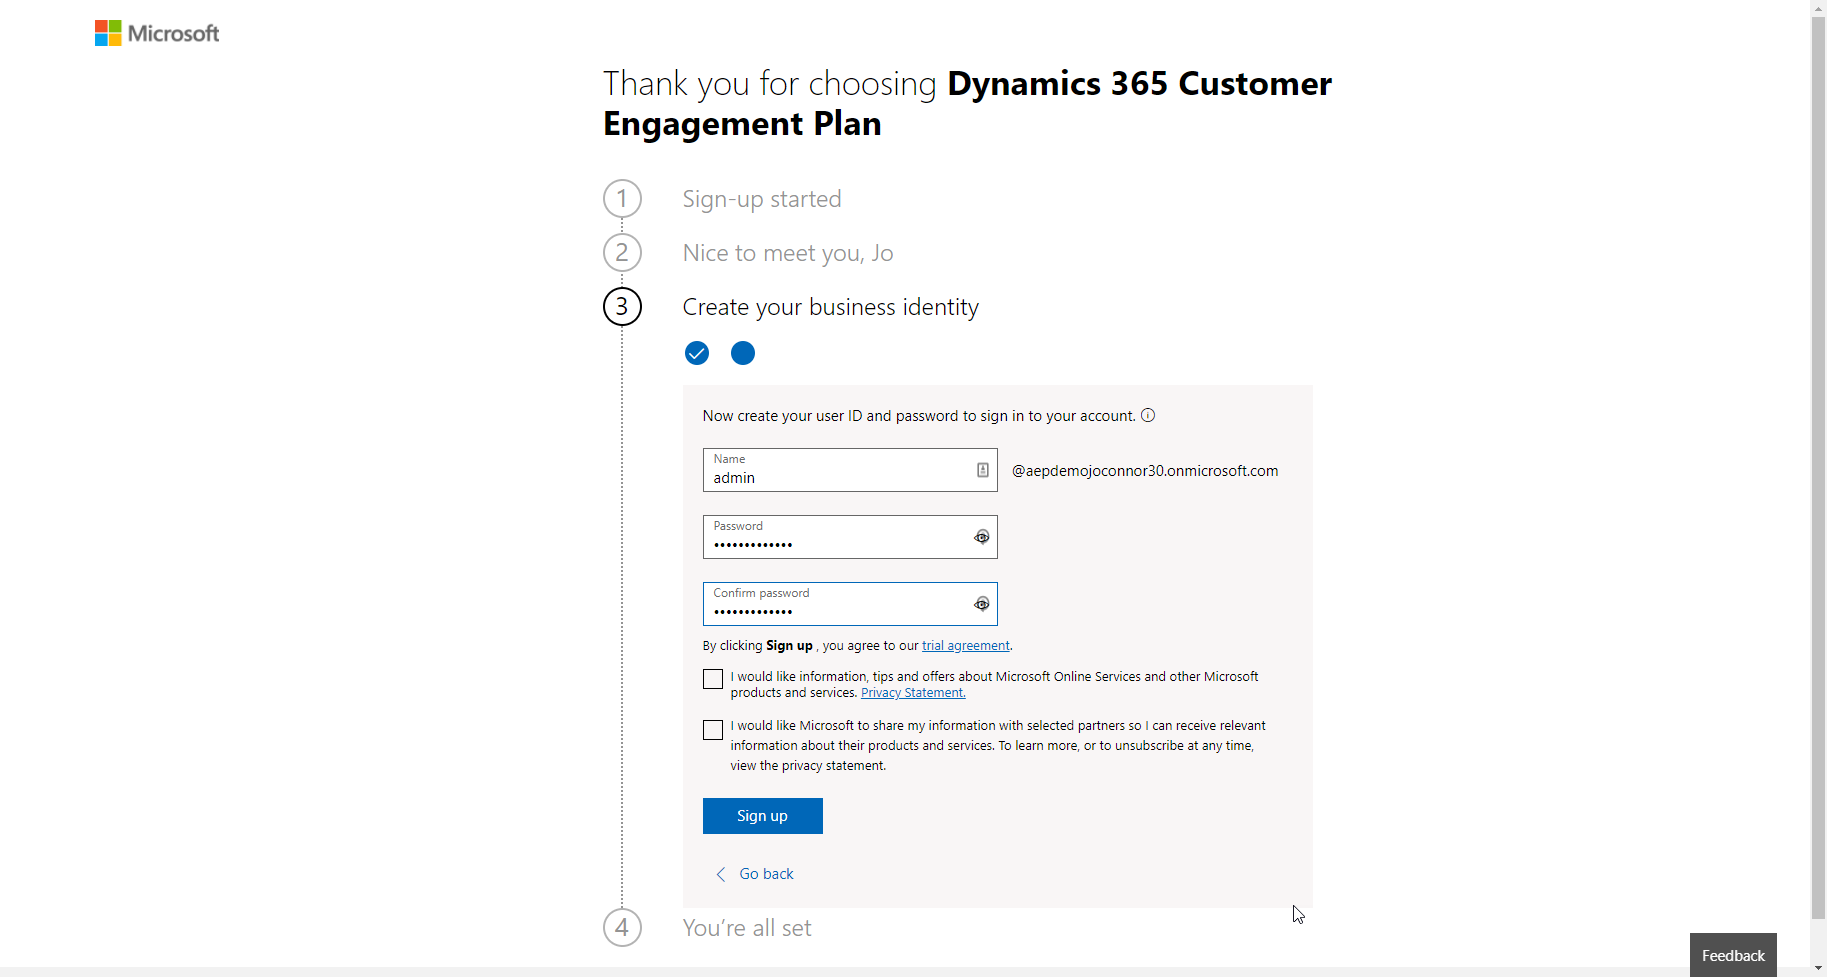 Microsoft
Thank you for choosing Dynamics 365 Customer
Engagement Plan
1 Sign-up started
2 Nice to meet you, Jo
3 Create your business identity
Now create your user ID and password to sign in to your account.
Name
admin
@aepdemojoconnor30.onmicrosoft.com
Password
•••••••••••••
Confirm password
•••••••••••••
By clicking Sign up , you agree to our trial agreement.
I would like information, tips and offers about Microsoft Online Services and other Microsoft
products and services. Privacy Statement.
I would like Microsoft to share my information with selected partners so I can receive relevant
information about their products and services. To learn more, or to unsubscribe at any time,
view the privacy statement.
Sign up
Go back
4 You're all set
Feedback